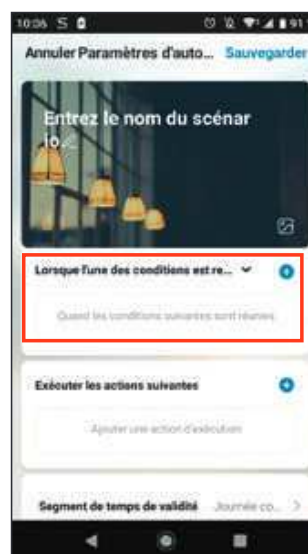 10:05 S 91
Annuler Paramètres d'auto... Sauvegarder
Entrez le nom du scénar
io
Lorsque l'une des conditions est re...
Quand les conditions suivantes sont réunies
Exécuter les actions suivantes
Ajouter une action d'exécution
Segment de temps de validité Journée co... >